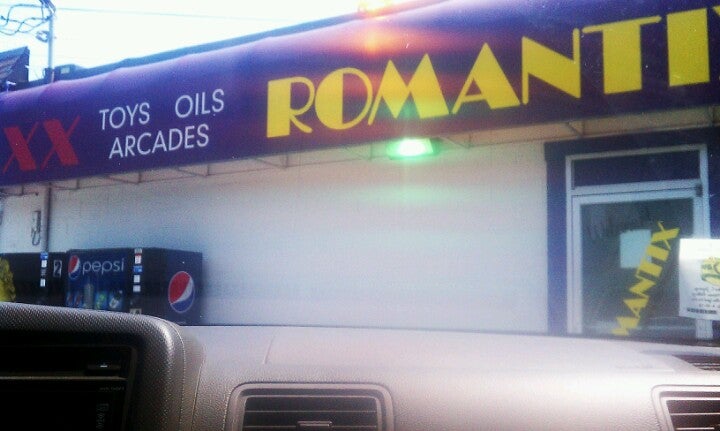 XX
TOYS OILS
ARCADES
ROMANTIX
pepsi
MANTIX